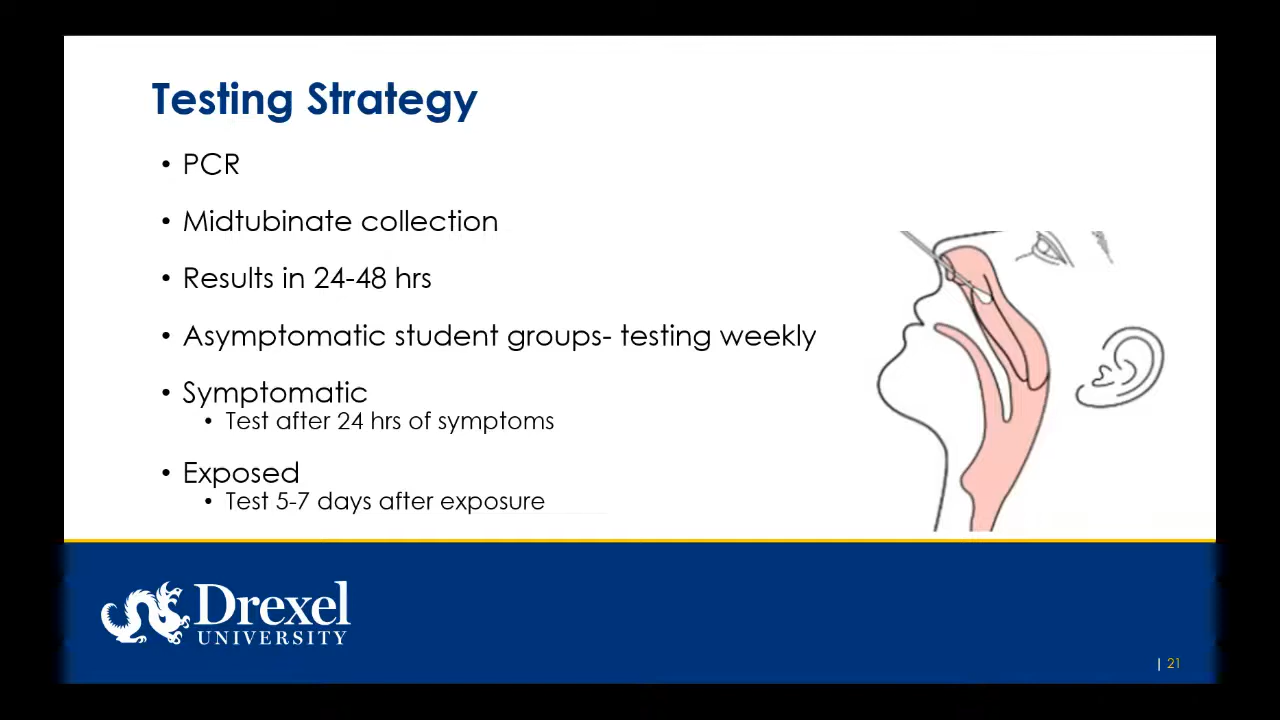 Testing Strategy
• PCR
• Midtubinate collection
• Results in 24-48 hrs
• Asymptomatic student groups- testing weekly
• Symptomatic
• Test after 24 hrs of symptoms
• Exposed
• Test 5-7 days after exposure
Drexel
UNIVERSITY
| 21